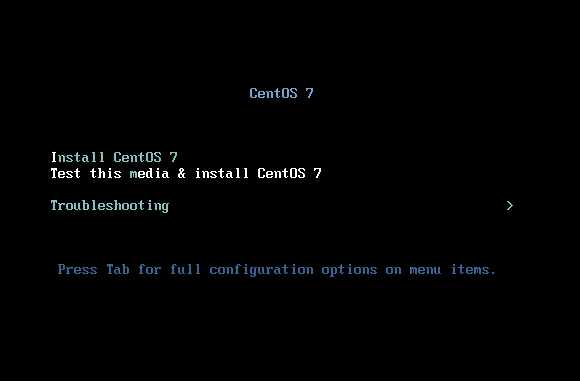 CentOS 7
Install CentOS 7
Test this media & install CentOS 7
Troubleshooting >
Press Tab for full configuration options on menu items.